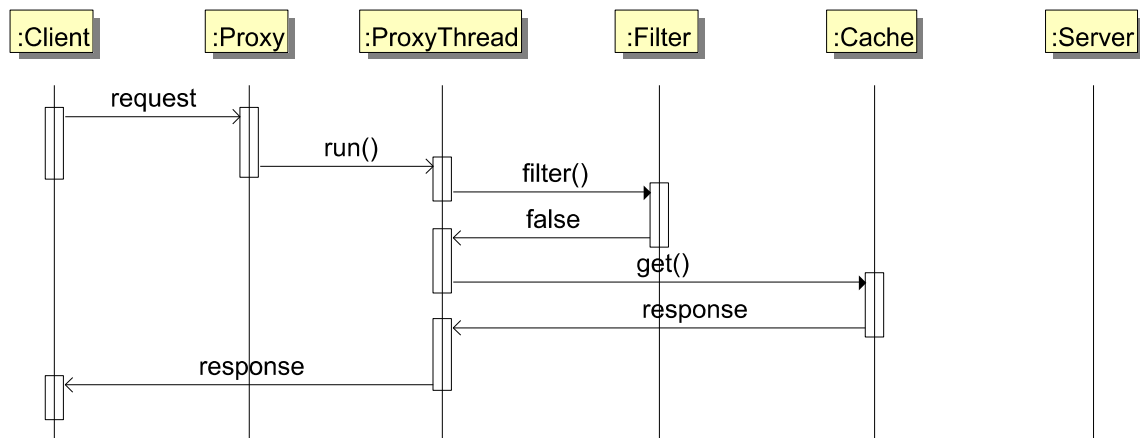 :Client :Proxy :ProxyThread :Filter :Cache :Server
request
run()
filter()
false
get()
response
response